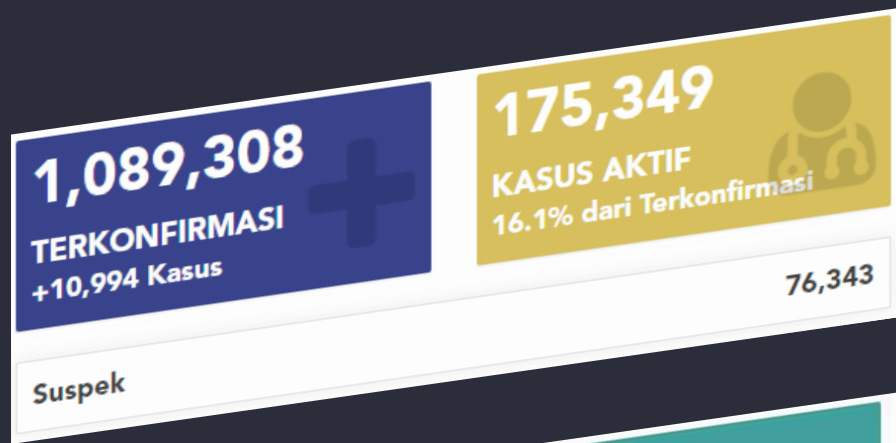 1,089,308
TERKONFIRMASI
+10,994 Kasus
175,349
KASUS AKTIF
16.1% dari Terkonfirmasi
Suspek 76,343